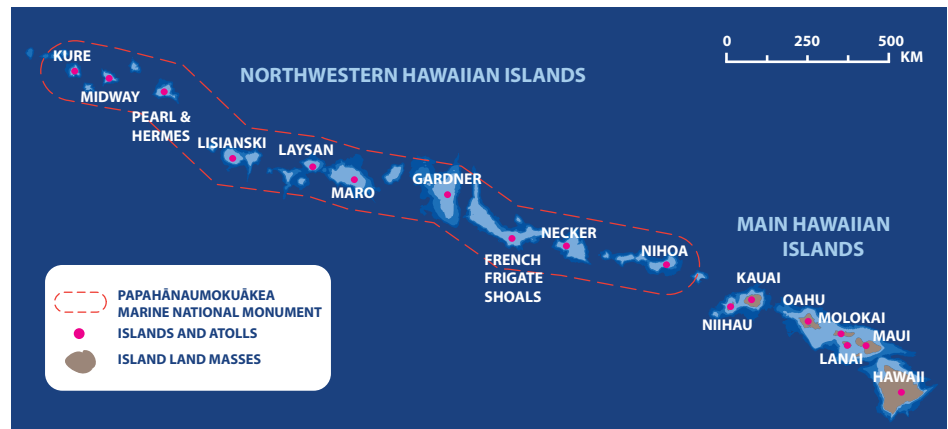 0 250 500
KM
KURE
NORTHWESTERN HAWAIIAN ISLANDS
MIDWAY
PEARL &
HERMES
LISIANSKI
LAYSAN
MARO
GARDNER
NECKER
FRENCH
FRIGATE
SHOALS
NIHOA
MAIN HAWAIIAN
ISLANDS
KAUAI
NIIHAU
OAHU
MOLOKAI
MAUI
LANAI
HAWAII
PAPAHĀNAUMOKUĀKEA
MARINE NATIONAL MONUMENT
ISLANDS AND ATOLLS
ISLAND LAND MASSES